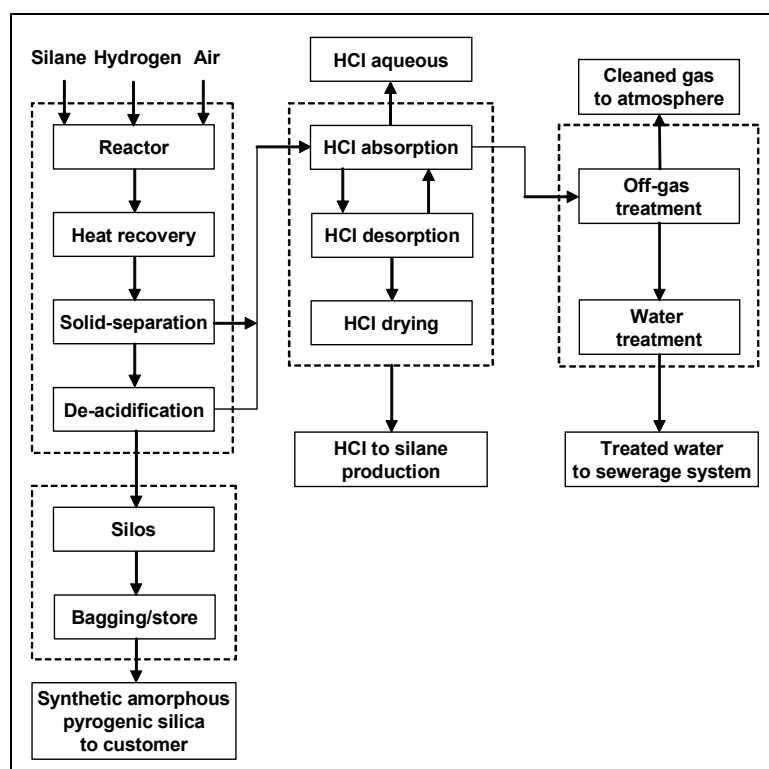 Silane Hydrogen Air
Reactor
Heat recovery
Solid-separation
De-acidification
Silos
Bagging/store
Synthetic amorphous
pyrogenic silica
to customer
HCl aqueous
HCl absorption
HCl desorption
HCl drying
HCl to silane
production
Cleaned gas
to atmosphere
Off-gas
treatment
Water
treatment
Treated water
to sewerage system